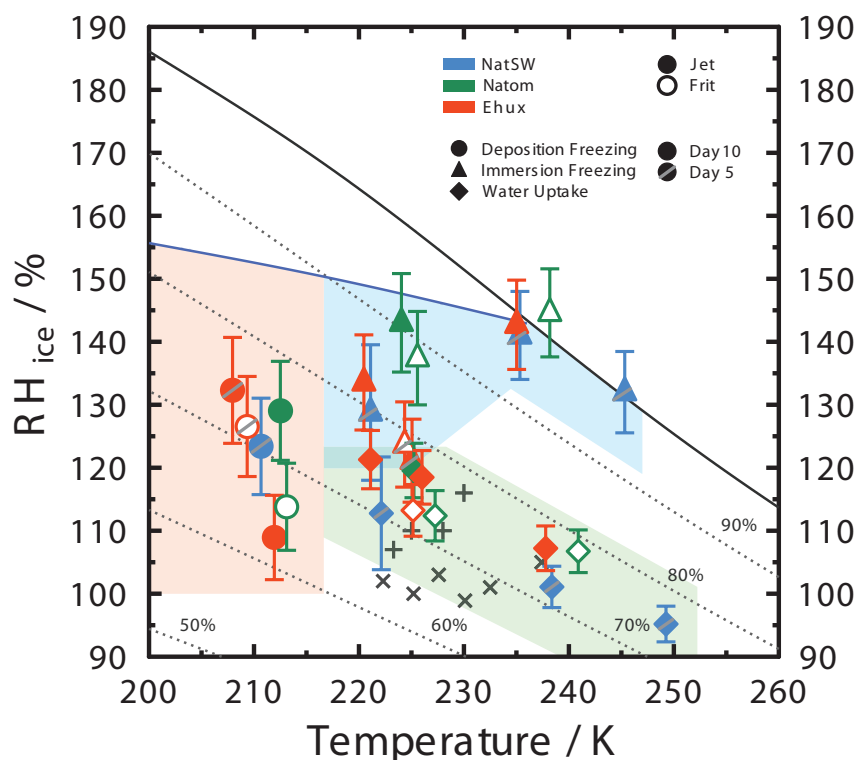 190
180
170
160
150
140
130
120
110
100
90
RH ice / %
200
210
220
230
240
250
260
Temperature / K
190
180
170
160
150
140
130
120
110
100
90
NatSW
Natom
Ehux
Jet
Frit
Deposition Freezing
Immersion Freezing
Water Uptake
Day 10
Day 5
90%
80%
50%
60%
70%